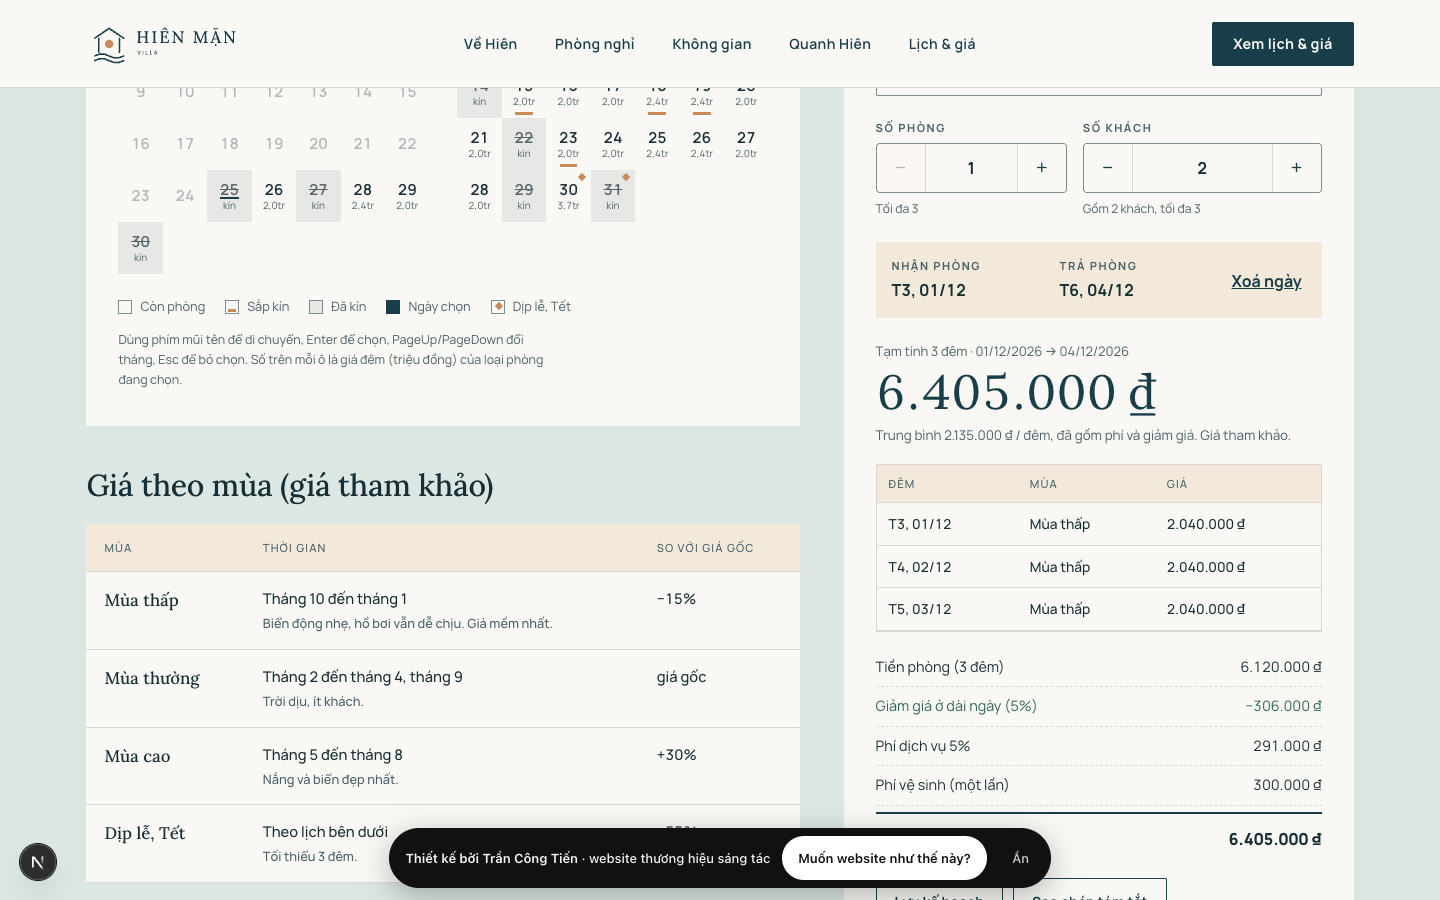 HIÊN MẶN
VILLA
Về Hiên
Phòng nghỉ
Không gian
Quanh Hiên
Lịch & giá
Xem lịch & giá
9 10 11 12 13 14 15
16 17 18 19 20 21 22
23 24 25 26 27 28 29
kín 2,0tr kín 2,4tr 2,0tr
30
kín
14 15 16 17 18 19 20
kín 2,0tr 2,0tr 2,0tr 2,4tr 2,4tr 2,0tr
21 22 23 24 25 26 27
2,0tr kín 2,0tr 2,0tr 2,4tr 2,4tr 2,0tr
28 29 30 31
2,0tr kín 3,7tr kín
Còn phòng
Sắp kín
Đã kín
Ngày chọn
Dịp lễ, Tết
Dùng phím mũi tên để di chuyển, Enter để chọn, PageUp/PageDown đổi
tháng, Esc để bỏ chọn. Số trên mỗi ô là giá đêm (triệu đồng) của loại phòng
đang chọn.
Giá theo mùa (giá tham khảo)
MÙA THỜI GIAN SO VỚI GIÁ GỐC
Mùa thấp Tháng 10 đến tháng 1 −15%
Biển động nhẹ, hồ bơi vẫn dễ chịu. Giá mềm nhất.
Mùa thường Tháng 2 đến tháng 4, tháng 9 giá gốc
Trời dịu, ít khách.
Mùa cao Tháng 5 đến tháng 8 +30%
Nắng và biển đẹp nhất.
Dịp lễ, Tết Theo lịch bên dưới
Tối thiểu 3 đêm.
SỐ PHÒNG
− 1 +
Tối đa 3
SỐ KHÁCH
− 2 +
Gồm 2 khách, tối đa 3
NHẬN PHÒNG
T3, 01/12
TRẢ PHÒNG
T6, 04/12
Xoá ngày
Tạm tính 3 đêm · 01/12/2026 → 04/12/2026
6.405.000 ₫
Trung bình 2.135.000 ₫ / đêm, đã gồm phí và giảm giá. Giá tham khảo.
ĐÊM MÙA GIÁ
T3, 01/12 Mùa thấp 2.040.000 ₫
T4, 02/12 Mùa thấp 2.040.000 ₫
T5, 03/12 Mùa thấp 2.040.000 ₫
Tiền phòng (3 đêm) 6.120.000 ₫
Giảm giá ở dài ngày (5%) −306.000 ₫
Phí dịch vụ 5% 291.000 ₫
Phí vệ sinh (một lần) 300.000 ₫
6.405.000 ₫
Thiết kế bởi Trần Công Tiến · website thương hiệu sáng tác
Muốn website như thế này?
Ẩn
N